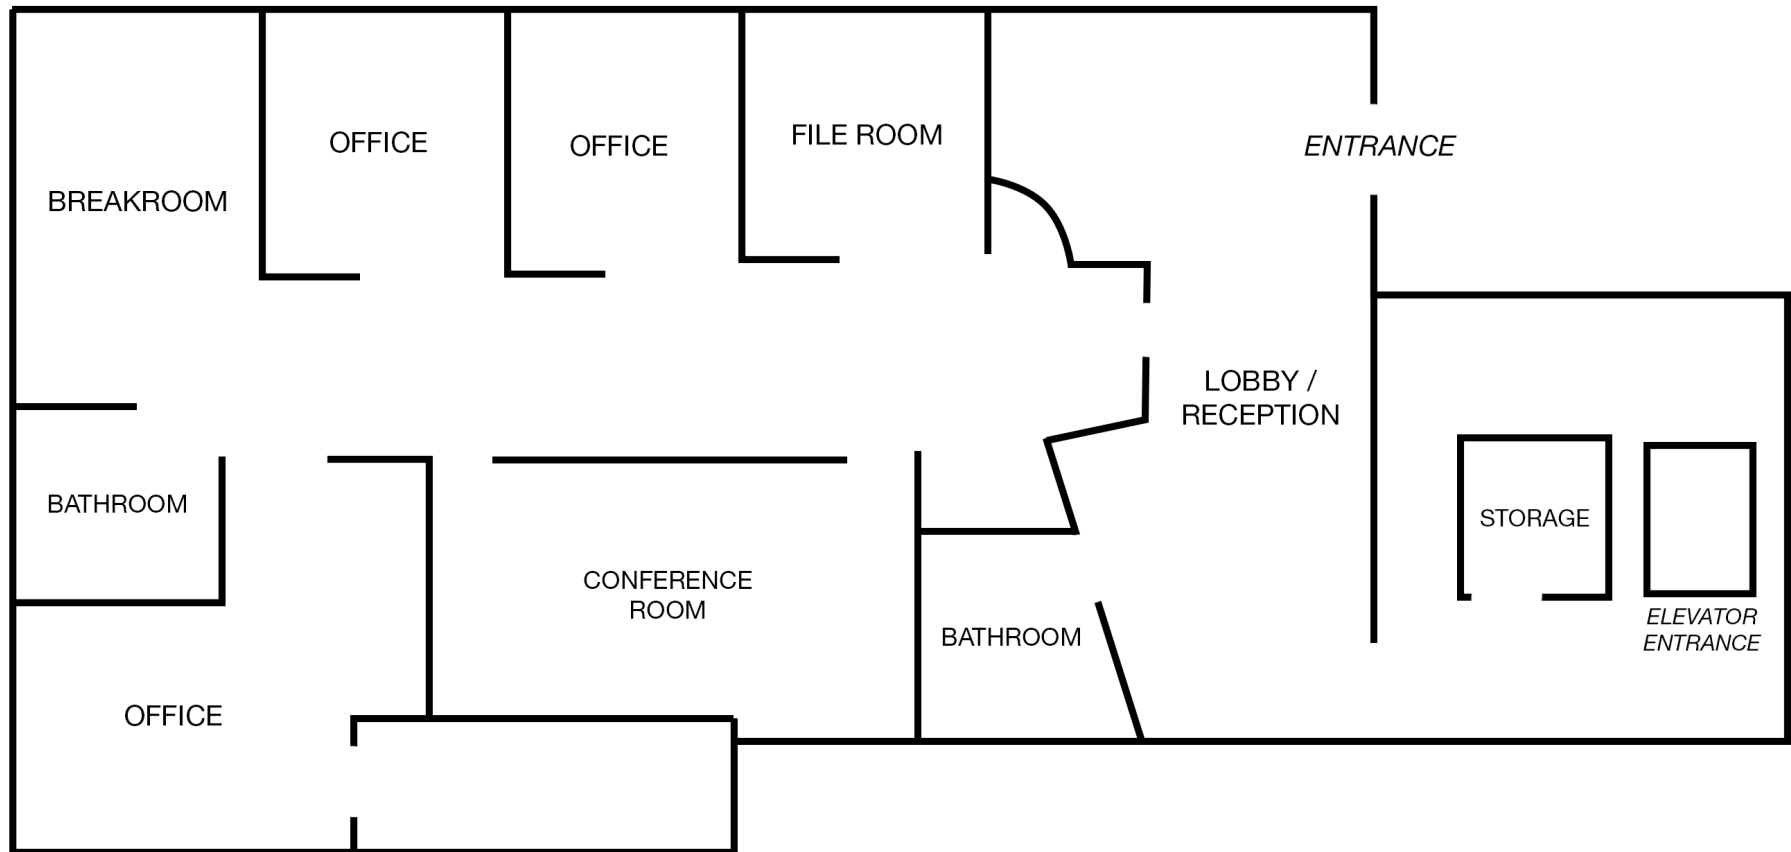 OFFICE
OFFICE
FILE ROOM
ENTRANCE
BREAKROOM
LOBBY /
RECEPTION
BATHROOM
STORAGE
CONFERENCE
ROOM
BATHROOM
ELEVATOR
ENTRANCE
OFFICE